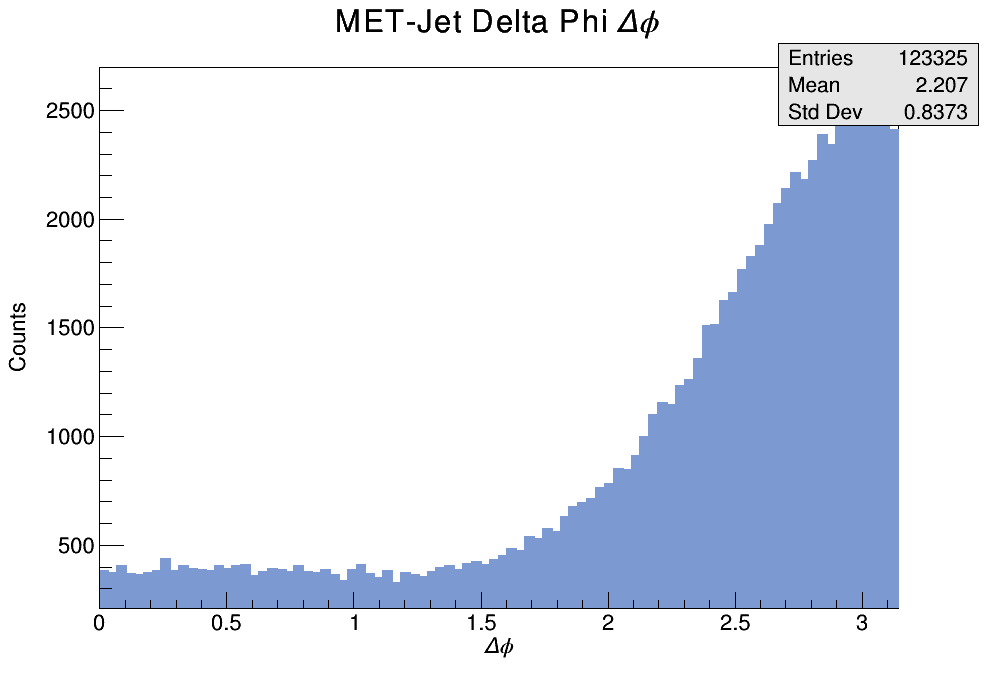 MET-Jet Delta Phi Δϕ
Entries 123325
Mean 2.207
Std Dev 0.8373
2500
2000
1500
1000
500
Counts
0 0.5 1 1.5 2 2.5 3
Δϕ